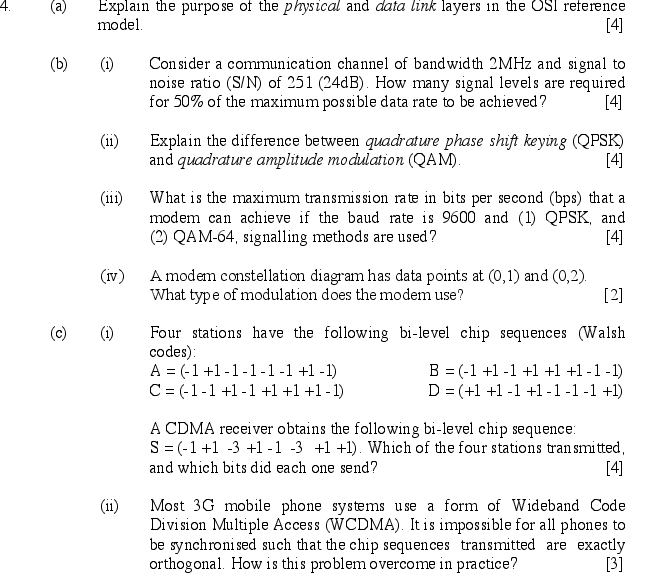 4. (a) Explain the purpose of the physical and data link layers in the OSI reference
model. [4]
(b) (i) Consider a communication channel of bandwidth 2MHz and signal to
noise ratio (S/N) of 251 (24dB). How many signal levels are required
for 50% of the maximum possible data rate to be achieved? [4]
(ii) Explain the difference between quadrature phase shift keying (QPSK)
and quadrature amplitude modulation (QAM). [4]
(iii) What is the maximum transmission rate in bits per second (bps) that a
modem can achieve if the baud rate is 9600 and (1) QPSK, and
(2) QAM-64, signalling methods are used? [4]
(iv) A modem constellation diagram has data points at (0,1) and (0,2).
What type of modulation does the modem use? [2]
(c) (i) Four stations have the following bi-level chip sequences (Walsh
codes):
A = (-1 +1 -1 -1 -1 -1 +1 -1) B = (-1 +1 -1 +1 +1 +1 -1 -1)
C = (-1 -1 +1 -1 +1 +1 +1 -1) D = (+1 +1 -1 +1 -1 -1 -1 +1)
A CDMA receiver obtains the following bi-level chip sequence:
S = (-1 +1 -3 +1 -1 -3 +1 +1). Which of the four stations transmitted,
and which bits did each one send? [4]
(ii) Most 3G mobile phone systems use a form of Wideband Code
Division Multiple Access (WCDMA). It is impossible for all phones to
be synchronised such that the chip sequences transmitted are exactly
orthogonal. How is this problem overcome in practice? [3]